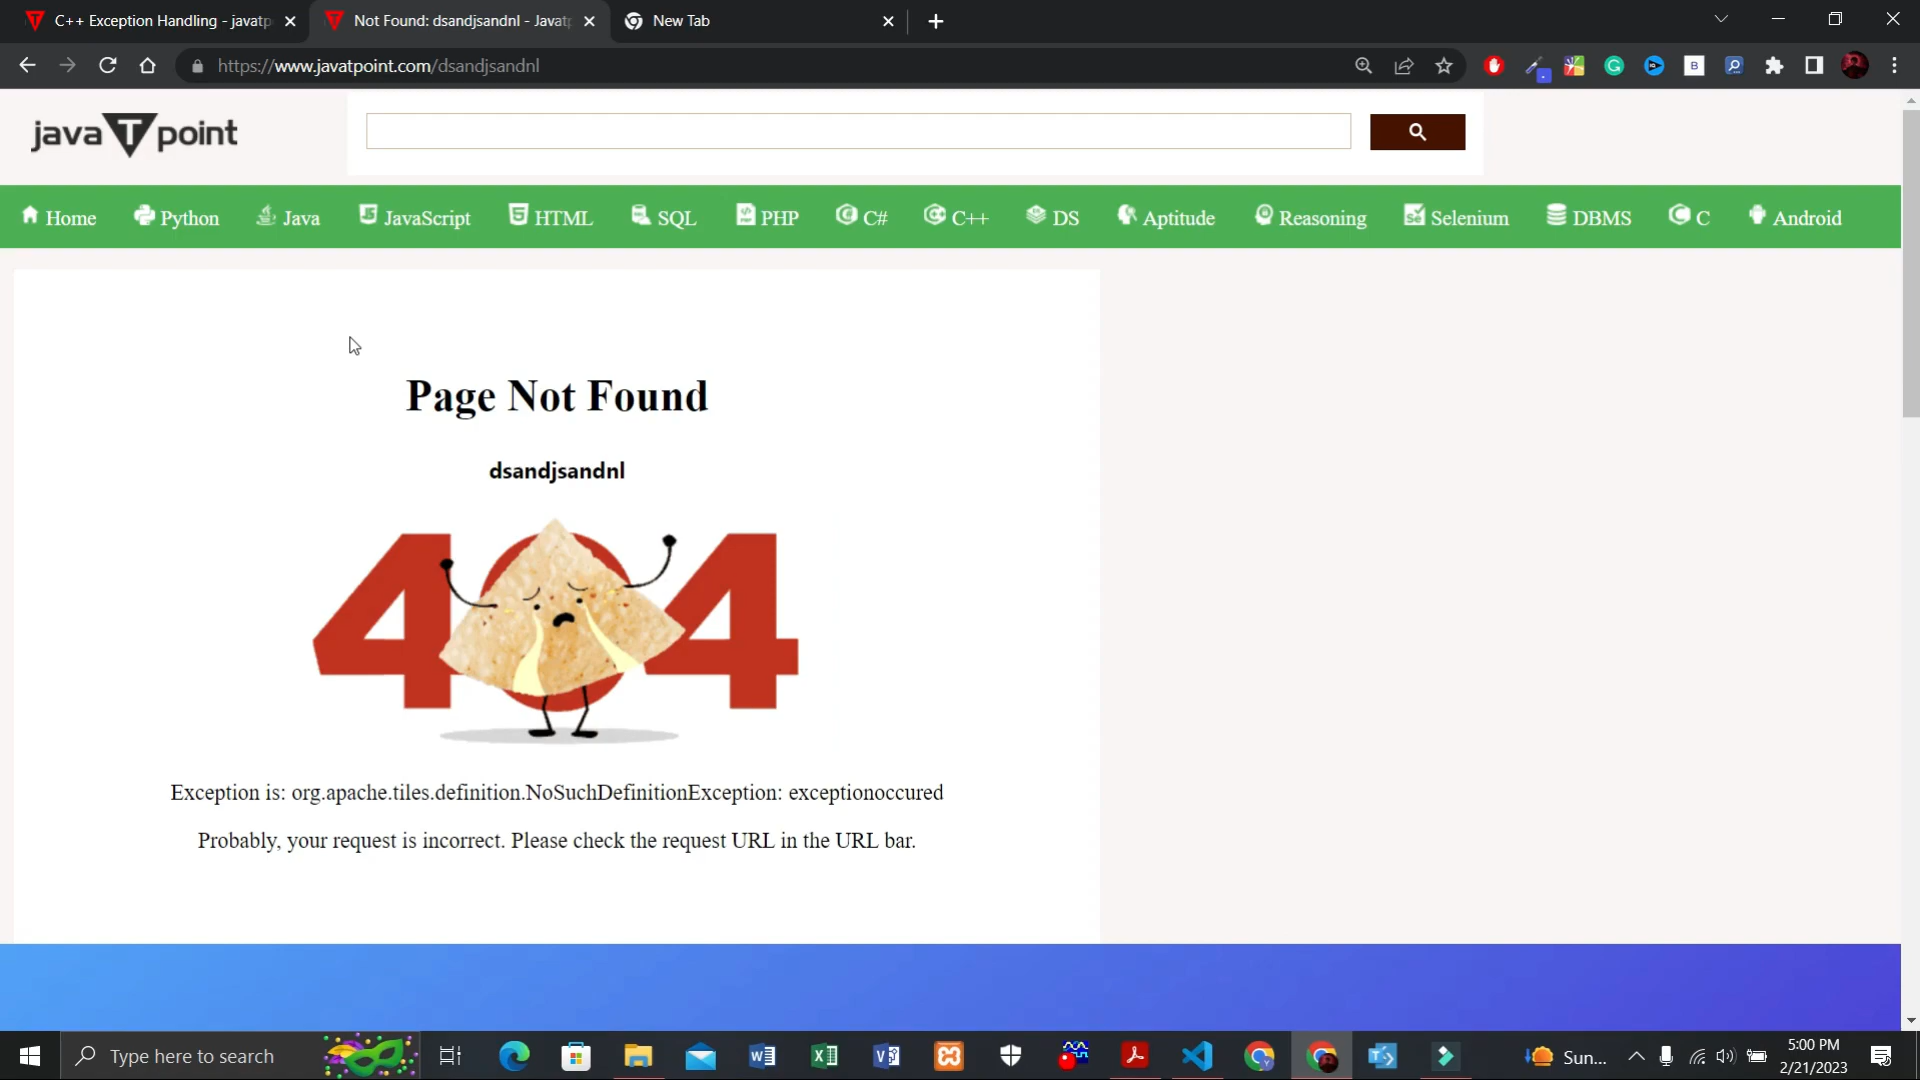 C++ Exception Handling - javatp
Not Found: dsandjsandnl - Javatp
New Tab
https://www.javatpoint.com/dsandjsandnl
javaTpoint
Home Python Java JavaScript HTML SQL PHP C# C++ DS Aptitude Reasoning Selenium DBMS C Android
Page Not Found
dsandjsandnl
404
Exception is: org.apache.tiles.definition.NoSuchDefinitionException: exceptionoccured
Probably, your request is incorrect. Please check the request URL in the URL bar.
Type here to search
Sun...
5:00 PM
2/21/2023